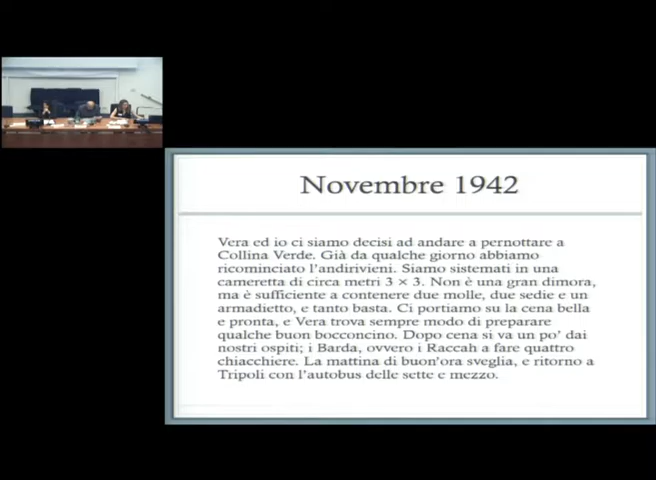 Novembre 1942
Vera ed io ci siamo decisi ad andare a pernottare a
Collina Verde. Già da qualche giorno abbiamo
ricominciato l'andirivieni. Siamo sistemati in una
cameretta di circa metri 3 × 3. Non è una gran dimora,
ma è sufficiente a contenere due molle, due sedie e un
armadietto, e tanto basta. Ci portiamo su la cena bella
e pronta, e Vera trova sempre modo di preparare
qualche buon bocconcino. Dopo cena si va un po' dai
nostri ospiti; i Barda, ovvero i Raccah a fare quattro
chiacchiere. La mattina di buon'ora sveglia, e ritorno a
Tripoli con l'autobus delle sette e mezzo.